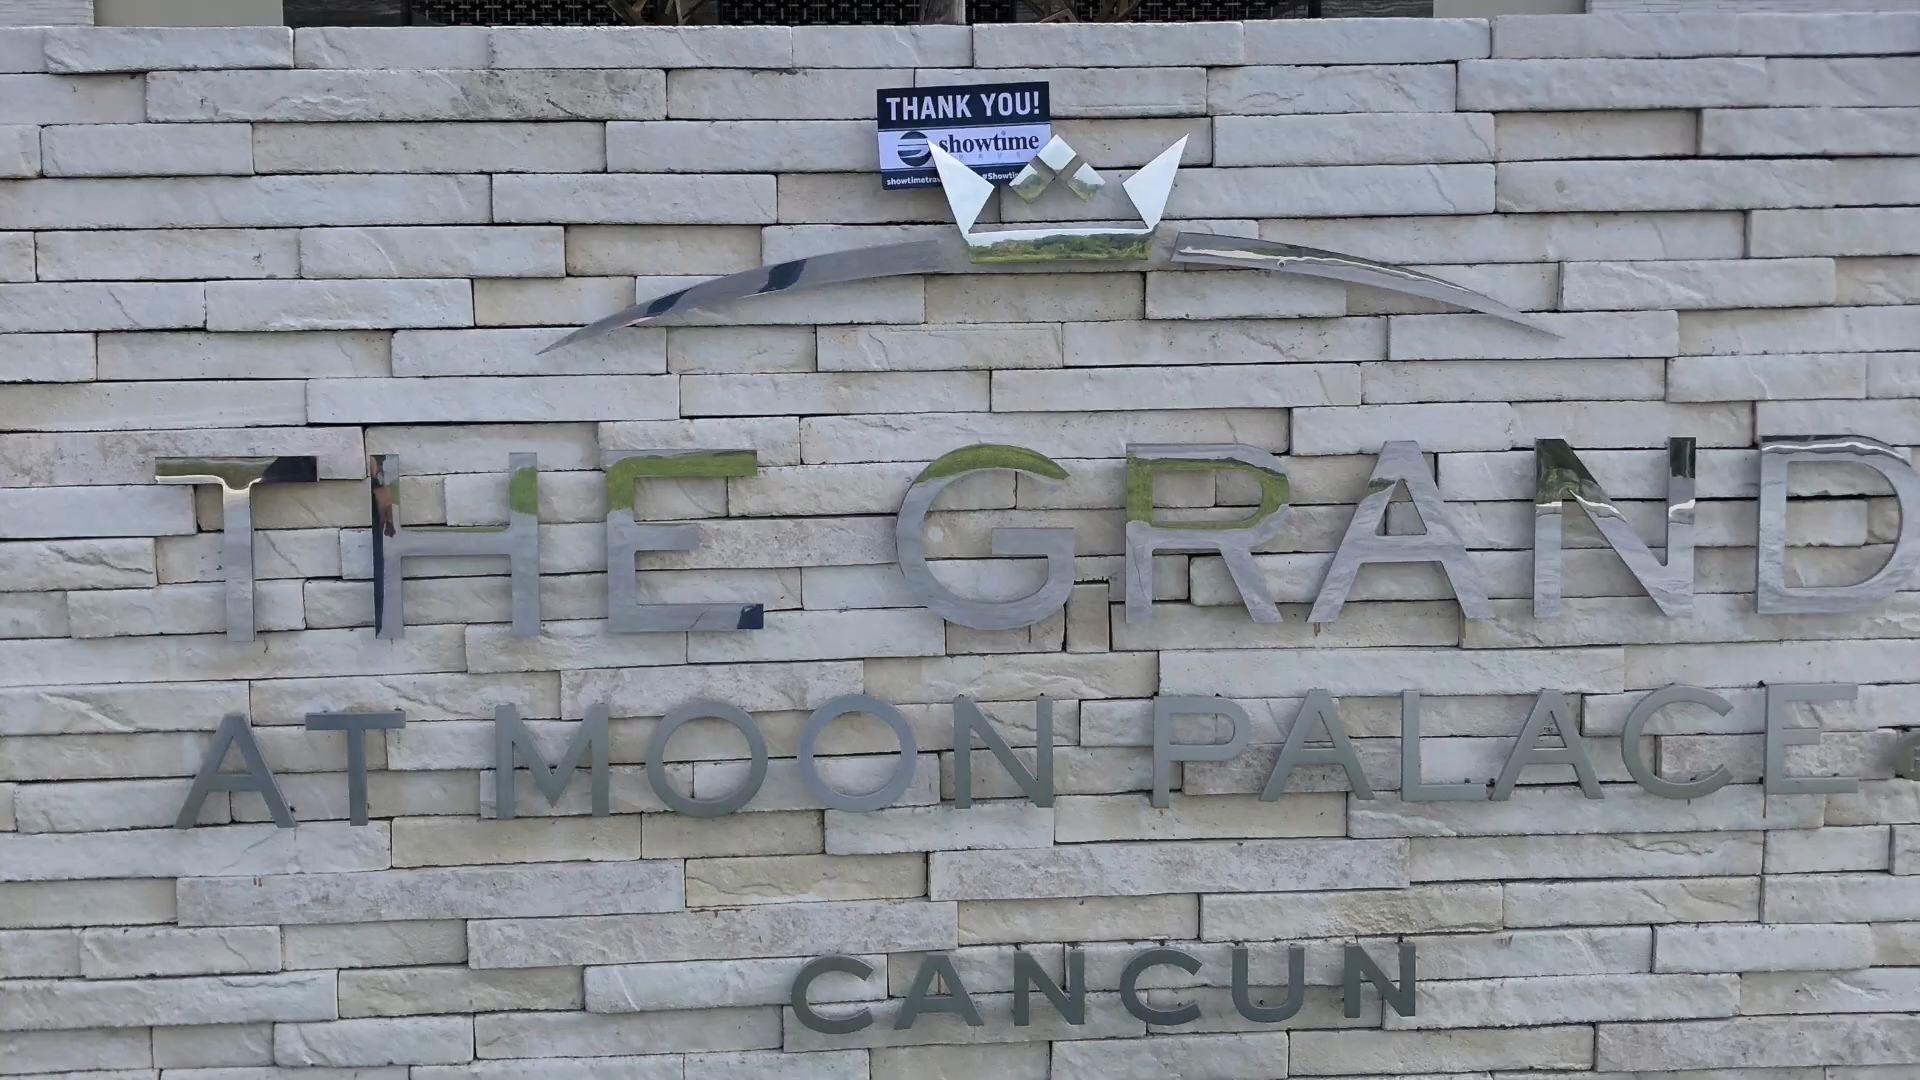 THANK YOU!
showtime
THE GRAND
AT MOON PALACE
CANCUN